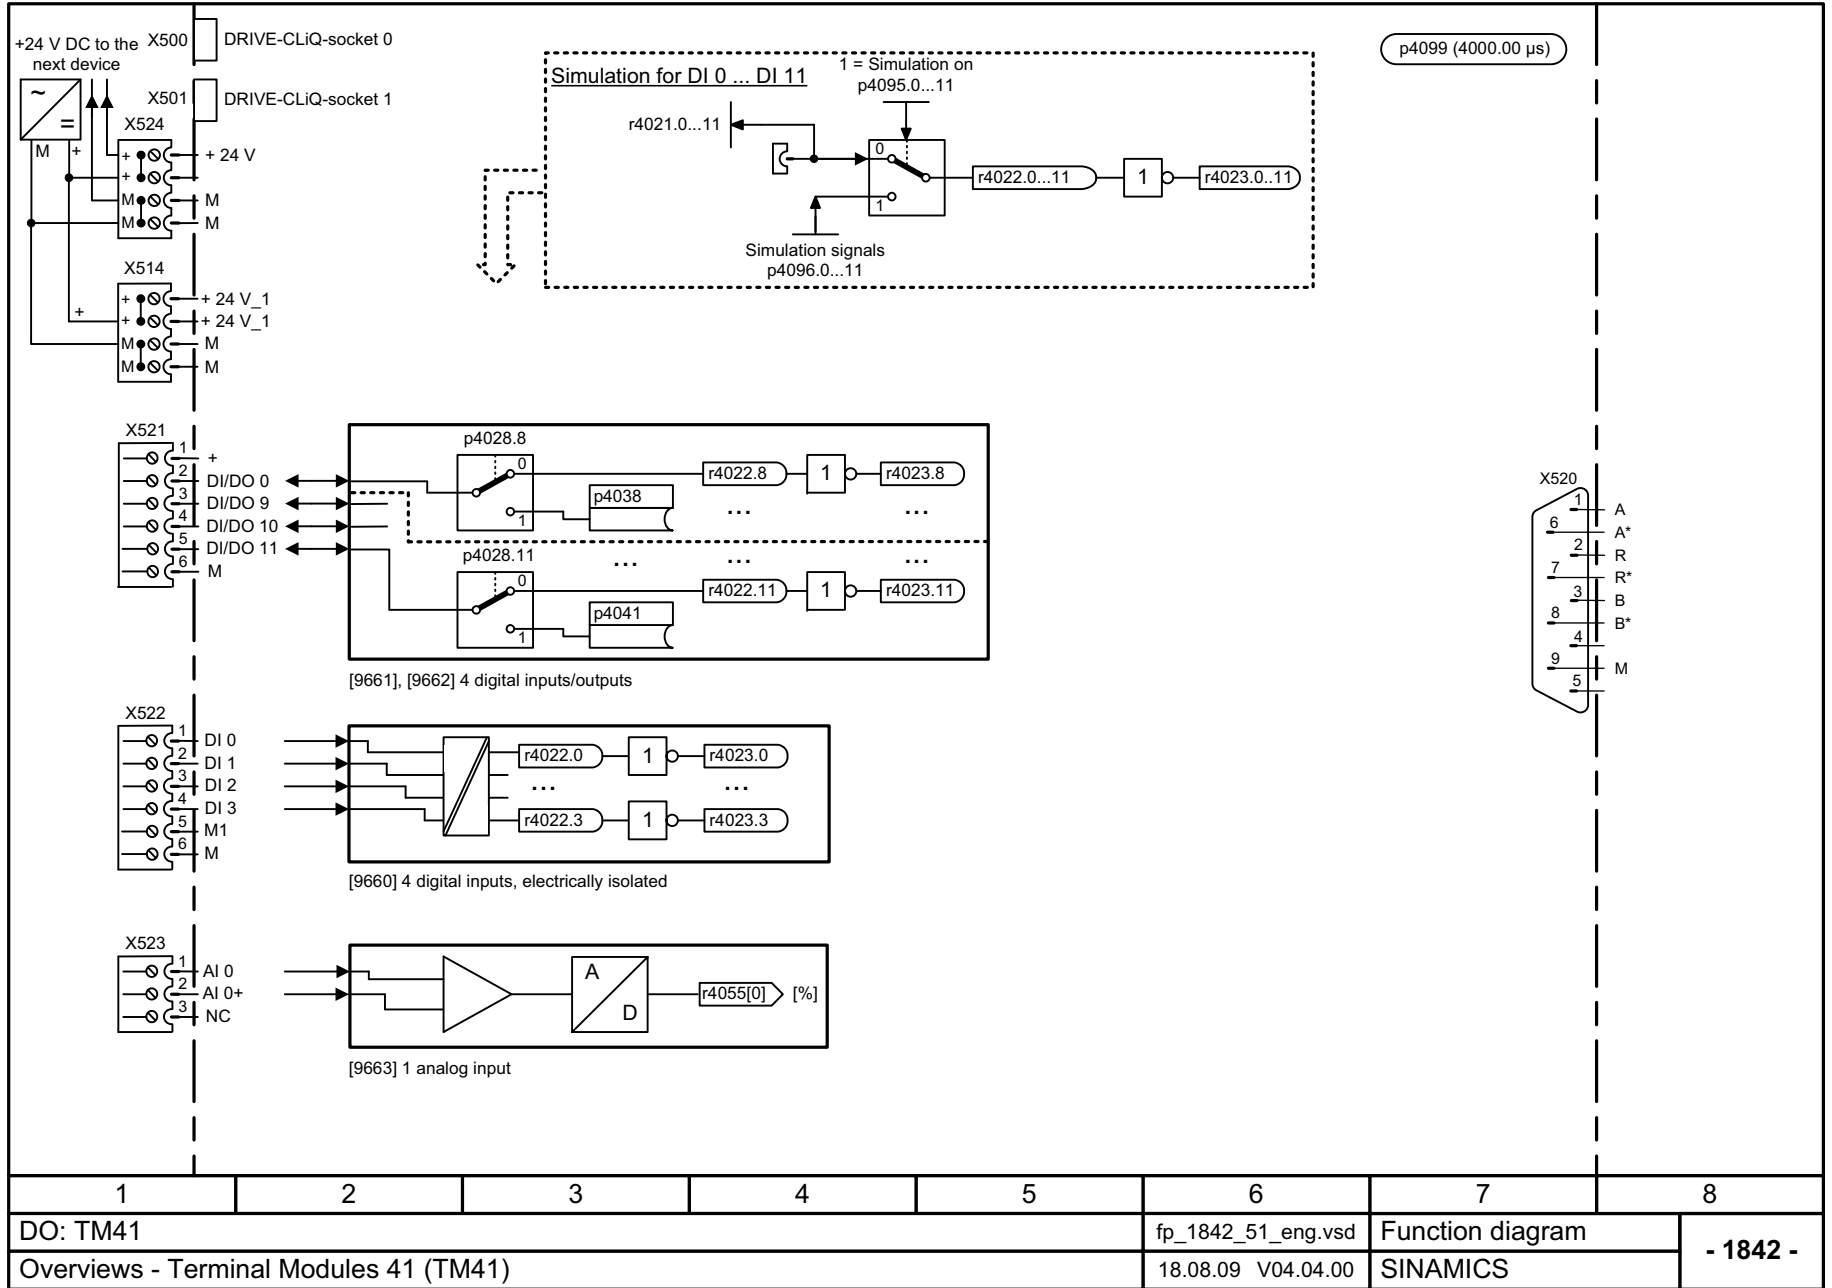 +24 V DC to the
next device
X500
DRIVE-CLiQ-socket 0
X501
DRIVE-CLiQ-socket 1
~
=
M
+
X524
+
+ 24 V
+
M
M
M
M
X514
+
+
+ 24 V_1
+
+ 24 V_1
M
M
M
M
Simulation for DI 0 ... DI 11
1 = Simulation on
p4095.0...11
r4021.0...11
0
1
r4022.0...11
1
r4023.0..11
Simulation signals
p4096.0...11
p4099 (4000.00 µs)
X521
1
+
2
DI/DO 0
3
DI/DO 9
4
DI/DO 10
5
DI/DO 11
6
M
p4028.8
0
1
p4038
r4022.8
1
r4023.8
...
...
p4028.11
...
...
...
0
1
p4041
r4022.11
1
r4023.11
[9661], [9662] 4 digital inputs/outputs
X522
1
DI 0
2
DI 1
3
DI 2
4
DI 3
5
M1
6
M
r4022.0
1
r4023.0
...
...
r4022.3
1
r4023.3
[9660] 4 digital inputs, electrically isolated
X523
1
AI 0
2
AI 0+
3
NC
A
D
r4055[0]
[%]
[9663] 1 analog input
X520
1
A
6
A*
2
R
7
R*
3
B
8
B*
4
9
M
5
1 2 3 4 5 6 7 8
DO: TM41
fp_1842_51_eng.vsd
Function diagram
- 1842 -
Overviews - Terminal Modules 41 (TM41)
18.08.09 V04.04.00
SINAMICS